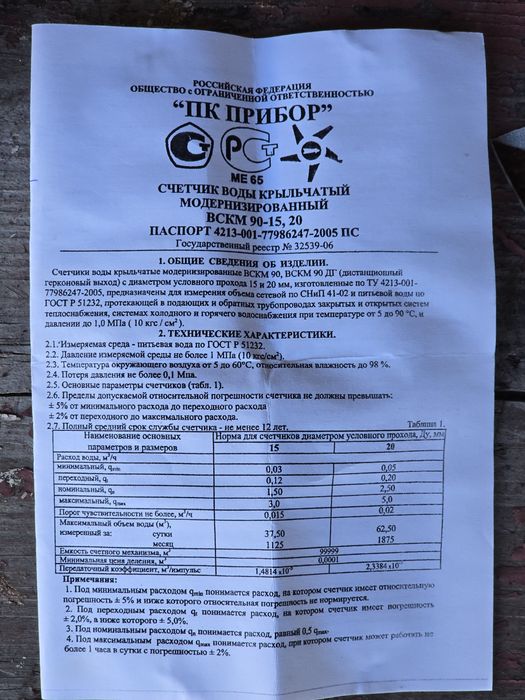 РОССИЙСКАЯ ФЕДЕРАЦИЯ
ОБЩЕСТВО с ОГРАНИЧЕННОЙ ОТВЕТСТВЕННОСТЬЮ
"ПК ПРИБОР"
МЕ 65
СЧЕТЧИК ВОДЫ КРЫЛЬЧАТЫЙ
МОДЕРНИЗИРОВАННЫЙ
ВСКМ 90-15, 20
ПАСПОРТ 4213-001-77986247-2005 ПС
Государственный реестр № 32539-06
1. ОБЩИЕ СВЕДЕНИЯ ОБ ИЗДЕЛИИ.
Счетчики воды крыльчатые модернизированные ВСКМ 90, ВСКМ 90 ДГ (дистанционный
герконовый выход) с диаметром условного прохода 15 и 20 мм, изготовленные по ТУ 4213-001-
77986247-2005, предназначены для измерения объема сетевой по СНиП 41-02 и питьевой воды по
ГОСТ Р 51232, протекающей в подающих и обратных трубопроводах закрытых и открытых систем
теплоснабжения, системах холодного и горячего водоснабжения при температуре от 5 до 90 °С, и
давлении до 1,0 МПа ( 10 кгс / см² ).
2. ТЕХНИЧЕСКИЕ ХАРАКТЕРИСТИКИ.
2.1. Измеряемая среда - питьевая вода по ГОСТ Р 51232.
2.2. Давление измеряемой среды не более 1 МПа (10 кгс/см²).
2.3. Температура окружающего воздуха от 5 до 60°С, относительная влажность до 98 %.
2.4. Потеря давления не более 0,1 Мпа.
2.5. Основные параметры счетчиков (табл. 1).
2.6. Пределы допускаемой относительной погрешности счетчика не должны превышать:
± 5% от минимального расхода до переходного расхода
± 2% от переходного до максимального расхода.
2.7. Полный средний срок службы счетчика - не менее 12 лет.
Таблица 1.
Наименование основных параметров и размеров Норма для счетчиков диаметром условного прохода, Ду, мм
15 20
Расход воды, м³/ч
минимальный, qmin 0,03 0,05
переходный, qt 0,12 0,20
номинальный, qn 1,50 2,50
максимальный, qmax 3,0 5,0
Порог чувствительности не более, м³/ч 0,015 0,02
Максимальный объем воды (м³),
измеренный за: сутки 37,50 62,50
месяц 1125 1875
Емкость счетного механизма, м³ 99999
Минимальная цена деления, м³ 0,0001
Передаточный коэффициент, м³/импульс 1,4814x10⁻⁵ 2,3384x10⁻⁵
Примечания:
1. Под минимальным расходом qmin понимается расход, на котором счетчик имеет относительную
погрешность ± 5% и ниже которого относительная погрешность не нормируется.
2. Под переходным расходом qt понимается расход, на котором счетчик имеет погрешность
± 2,0%, а ниже которого ± 5,0%.
3. Под номинальным расходом qn понимается расход, равный 0,5 qmax.
4. Под максимальным расходом qmax понимается расход, при котором счетчик может работать не
более 1 часа в сутки с погрешностью ± 2%.